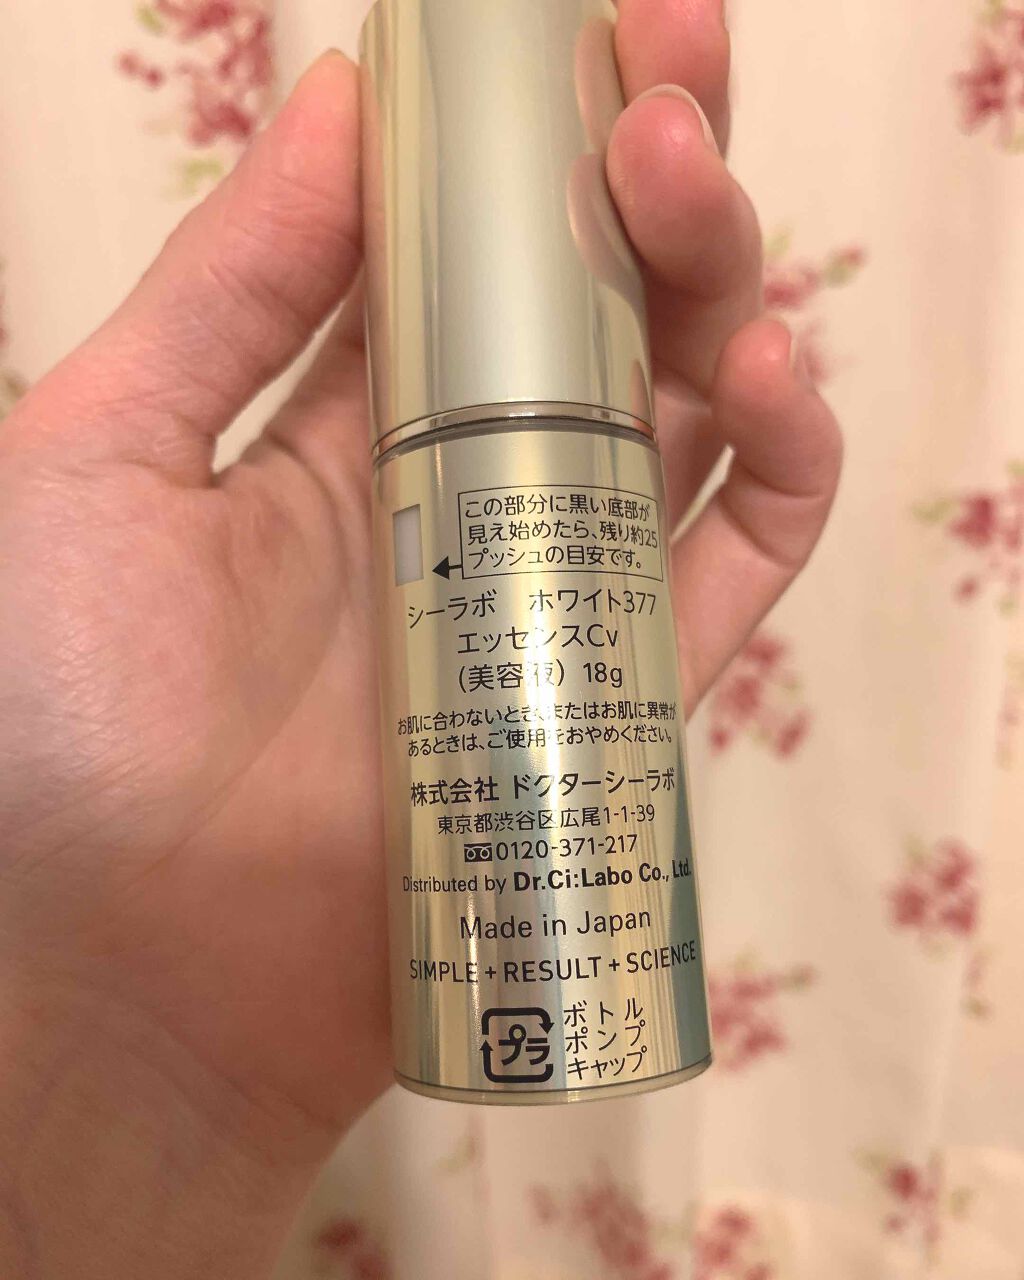 この部分に黒い底部が
見え始めたら、残り約25
プッシュの目安です。
シーラボ ホワイト377
エッセンスCv
(美容液) 18g
お肌に合わないとき、またはお肌に異常が
あるときは、ご使用をおやめください。
株式会社 ドクターシーラボ
東京都渋谷区広尾1-1-39
0120-371-217
Distributed by Dr.Ci:Labo Co., Ltd.
Made in Japan
SIMPLE + RESULT + SCIENCE
プラ
ボトル
ポンプ
キャップ